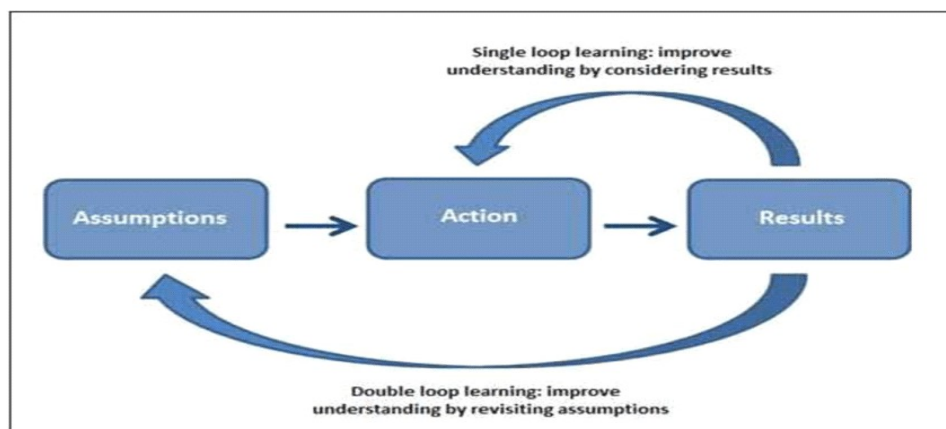 Single loop learning: improve
understanding by considering results
Assumptions
Action
Results
Double loop learning: improve
understanding by revisiting assumptions